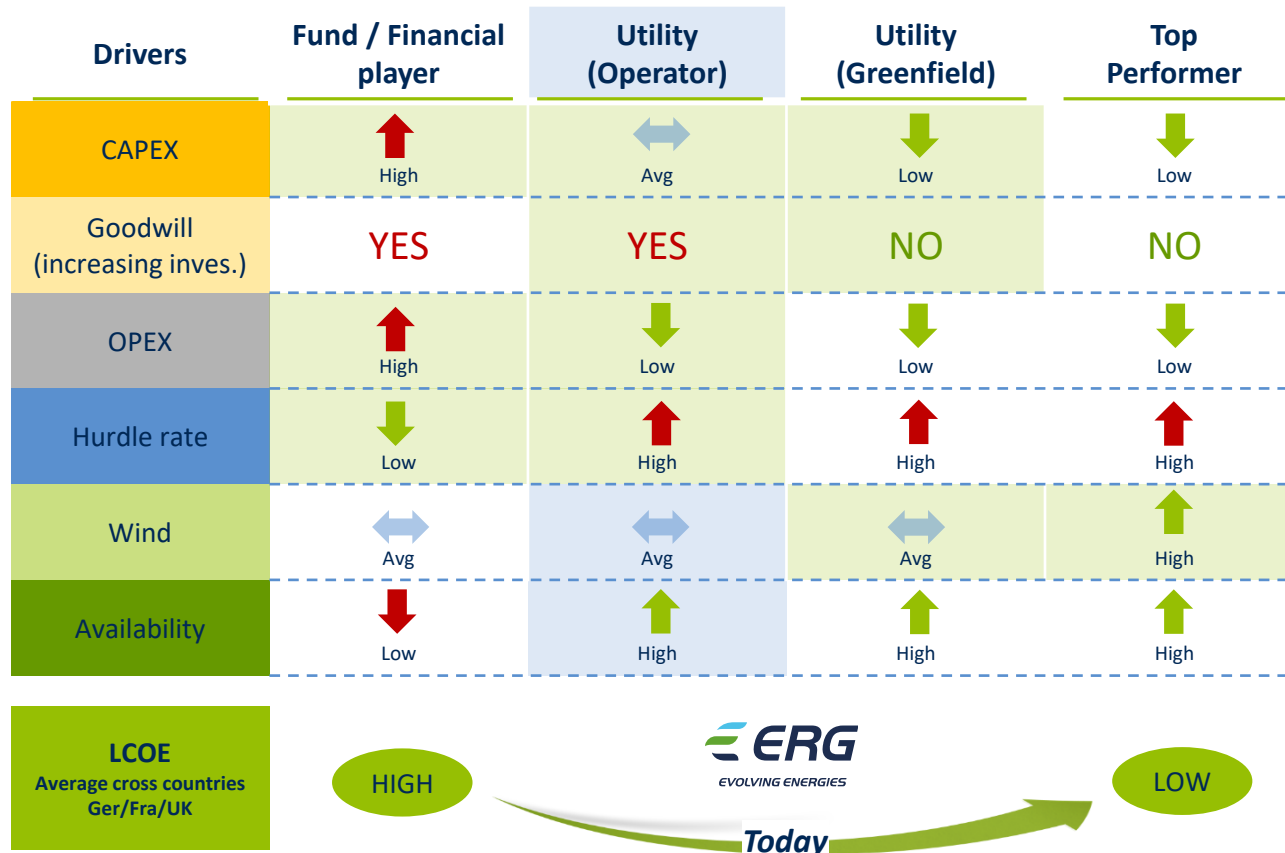 Drivers
Fund / Financial
player
Utility
(Operator)
Utility
(Greenfield)
Top
Performer
CAPEX
High
Avg
Low
Low
Goodwill
(increasing inves.)
YES
YES
NO
NO
OPEX
High
Low
Low
Low
Hurdle rate
Low
High
High
High
Wind
Avg
Avg
Avg
High
Availability
Low
High
High
High
LCOE
Average cross countries
Ger/Fra/UK
HIGH
ERG
EVOLVING ENERGIES
LOW
Today